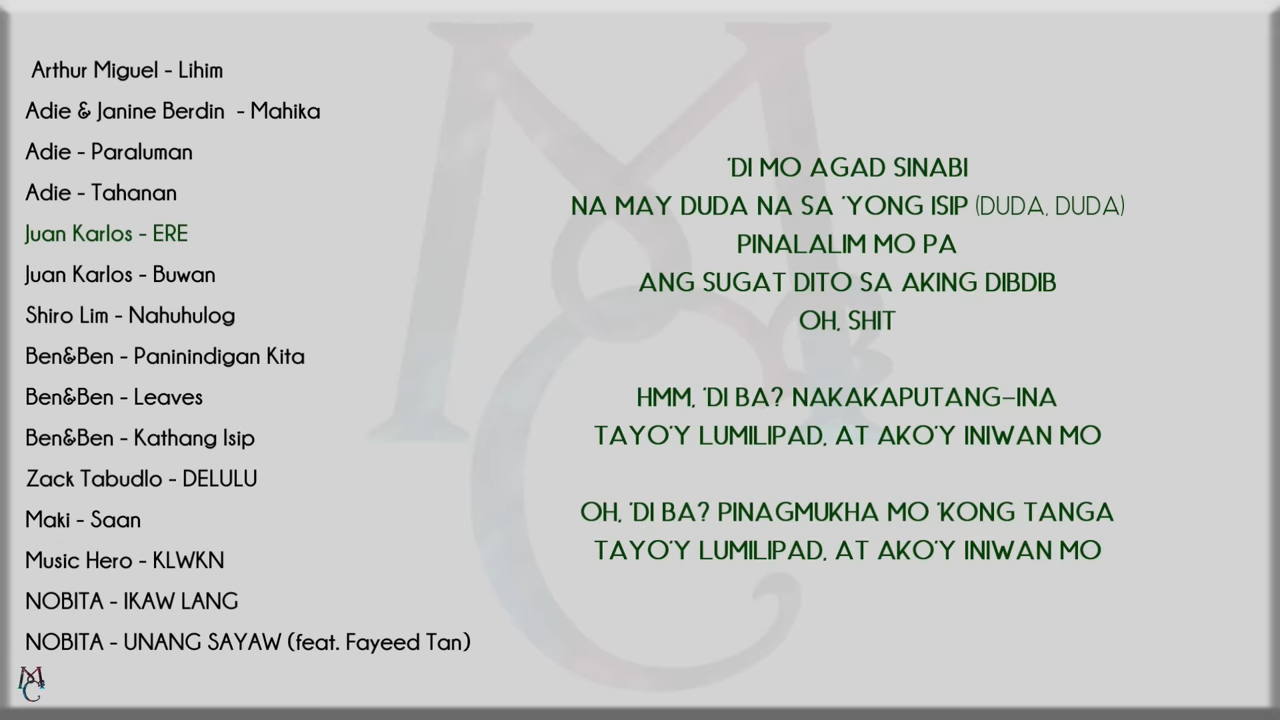 Arthur Miguel - Lihim
Adie & Janine Berdin - Mahika
Adie - Paraluman
Adie - Tahanan
Juan Karlos - ERE
Juan Karlos - Buwan
Shiro Lim - Nahuhulog
Ben&Ben - Paninindigan Kita
Ben&Ben - Leaves
Ben&Ben - Kathang Isip
Zack Tabudlo - DELULU
Maki - Saan
Music Hero - KLWKN
NOBITA - IKAW LANG
NOBITA - UNANG SAYAW (feat. Fayeed Tan)
'DI MO AGAD SINABI
NA MAY DUDA NA SA 'YONG ISIP (DUDA, DUDA)
PINALALIM MO PA
ANG SUGAT DITO SA AKING DIBDIB
OH, SHIT
HMM, 'DI BA? NAKAKAPUTANG-INA
TAYO'Y LUMILIPAD, AT AKO'Y INIWAN MO
OH, 'DI BA? PINAGMUKHA MO 'KONG TANGA
TAYO'Y LUMILIPAD, AT AKO'Y INIWAN MO